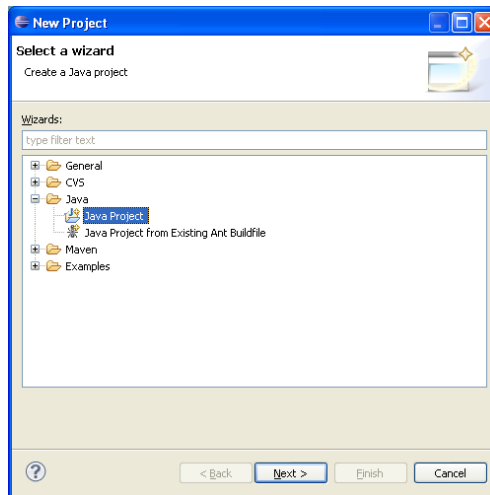 New Project
Select a wizard
Create a Java project
Wizards:
type filter text
General
CVS
Java
Java Project
Java Project from Existing Ant Buildfile
Maven
Examples
< Back Next > Finish Cancel